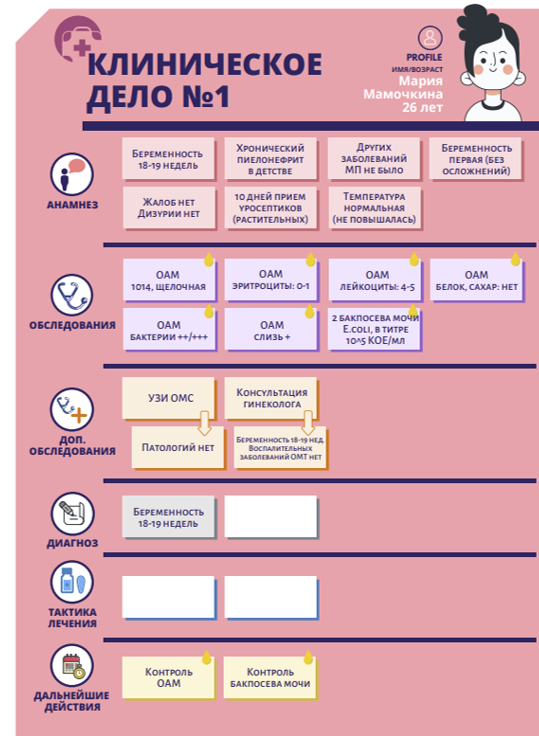 КЛИНИЧЕСКОЕ
ДЕЛО №1
PROFILE
ИМЯ/ВОЗРАСТ
Мария
Мамочкина
26 лет
АНАМНЕЗ
Беременность
18-19 недель
Хронический
пиелонефрит
в детстве
Других
заболеваний
МП не было
Беременность
первая (без
осложнений)
Жалоб нет
Дизурии нет
10 дней прием
уросептиков
(растительных)
Температура
нормальная
(не повышалась)
ОБСЛЕДОВАНИЯ
ОАМ
1014, щелочная
ОАМ
эритроциты: 0-1
ОАМ
лейкоциты: 4-5
ОАМ
белок, сахар: нет
ОАМ
бактерии ++/+++
ОАМ
слизь +
2 бакпосева мочи
E.coli, в титре
10^5 КОЕ/мл
ДОП.
ОБСЛЕДОВАНИЯ
УЗИ ОМС
Консультация
гинеколога
Патологий нет
Беременность 18-19 нед.
Воспалительных
заболеваний ОМТ нет
ДИАГНОЗ
Беременность
18-19 недель
ТАКТИКА
ЛЕЧЕНИЯ
ДАЛЬНЕЙШИЕ
ДЕЙСТВИЯ
Контроль
ОАМ
Контроль
бакпосева мочи